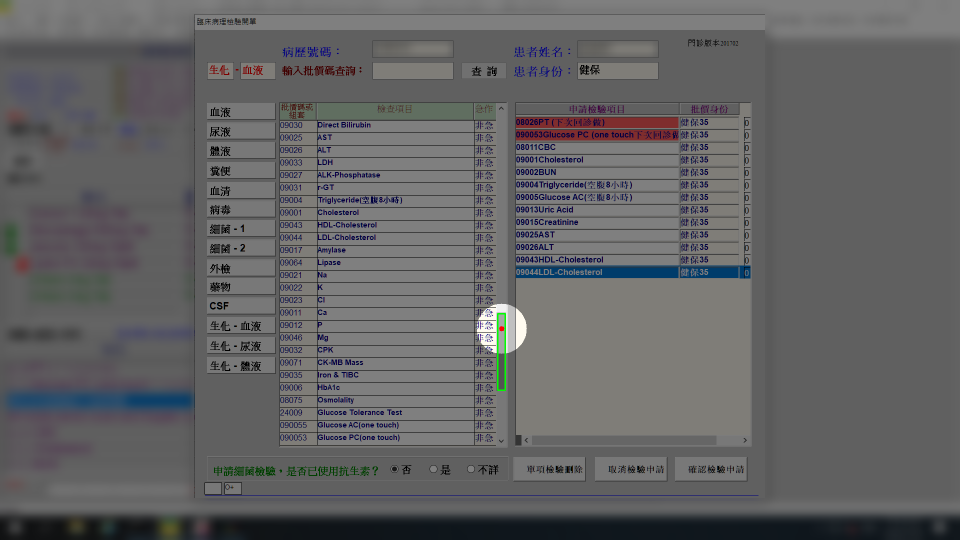 臨床病理檢驗開單
門診版本
病歷號碼：
患者姓名：
生化 - 血液
輸入批價碼查詢：
查 詢
患者身份：
健保
血液
尿液
體液
糞便
血清
病毒
細菌 - 1
細菌 - 2
外檢
藥物
CSF
生化 - 血液
生化 - 尿液
生化 - 體液
批價碼或組套 檢查項目 急作
09030 Direct Bilirubin 非急
09025 AST 非急
09026 ALT 非急
09033 LDH 非急
09027 ALK-Phosphatase 非急
09031 r-GT 非急
09004 Triglyceride(空腹8小時) 非急
09001 Cholesterol 非急
09043 HDL-Cholesterol 非急
09044 LDL-Cholesterol 非急
09017 Amylase 非急
09064 Lipase 非急
09021 Na 非急
09022 K 非急
09023 Cl 非急
09011 Ca 非急
09012 P 非急
09046 Mg 非急
09032 CPK 非急
09071 CK-MB Mass 非急
09035 Iron & TIBC 非急
09006 HbA1c 非急
08075 Osmolality 非急
24009 Glucose Tolerance Test 非急
090055 Glucose AC(one touch) 非急
090053 Glucose PC(one touch) 非急
申請檢驗項目 批價身份
08026PT (下次回診做) 健保35 0
090053Glucose PC (one touch下次回診做 健保35 0
08011CBC 健保35 0
09001Cholesterol 健保35 0
09002BUN 健保35 0
09004Triglyceride(空腹8小時) 健保35 0
09005Glucose AC(空腹8小時) 健保35 0
09013Uric Acid 健保35 0
09015Creatinine 健保35 0
09025AST 健保35 0
09026ALT 健保35 0
09043HDL-Cholesterol 健保35 0
09044LDL-Cholesterol 健保35 0
申請細菌檢驗，是否已使用抗生素？ 否 是 不詳
單項檢驗刪除
取消檢驗申請
確認檢驗申請
O+